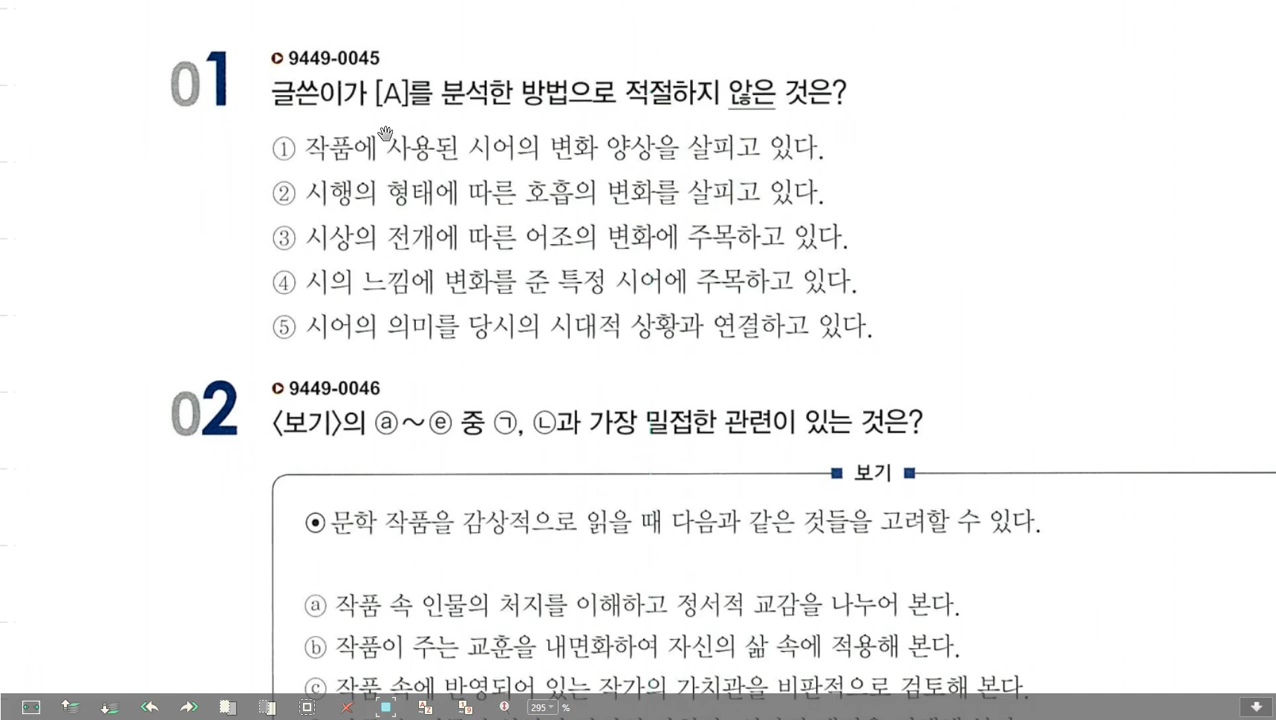 01
9449-0045
글쓴이가 [A]를 분석한 방법으로 적절하지 않은 것은?
① 작품에 사용된 시어의 변화 양상을 살피고 있다.
② 시행의 형태에 따른 호흡의 변화를 살피고 있다.
③ 시상의 전개에 따른 어조의 변화에 주목하고 있다.
④ 시의 느낌에 변화를 준 특정 시어에 주목하고 있다.
⑤ 시어의 의미를 당시의 시대적 상황과 연결하고 있다.
02
9449-0046
〈보기〉의 ⓐ~ⓔ 중 ㉠, ㉡과 가장 밀접한 관련이 있는 것은?
보기
⊙ 문학 작품을 감상적으로 읽을 때 다음과 같은 것들을 고려할 수 있다.
ⓐ 작품 속 인물의 처지를 이해하고 정서적 교감을 나누어 본다.
ⓑ 작품이 주는 교훈을 내면화하여 자신의 삶 속에 적용해 본다.
ⓒ 작품 속에 반영되어 있는 작가의 가치관을 비판적으로 검토해 본다.
295 %